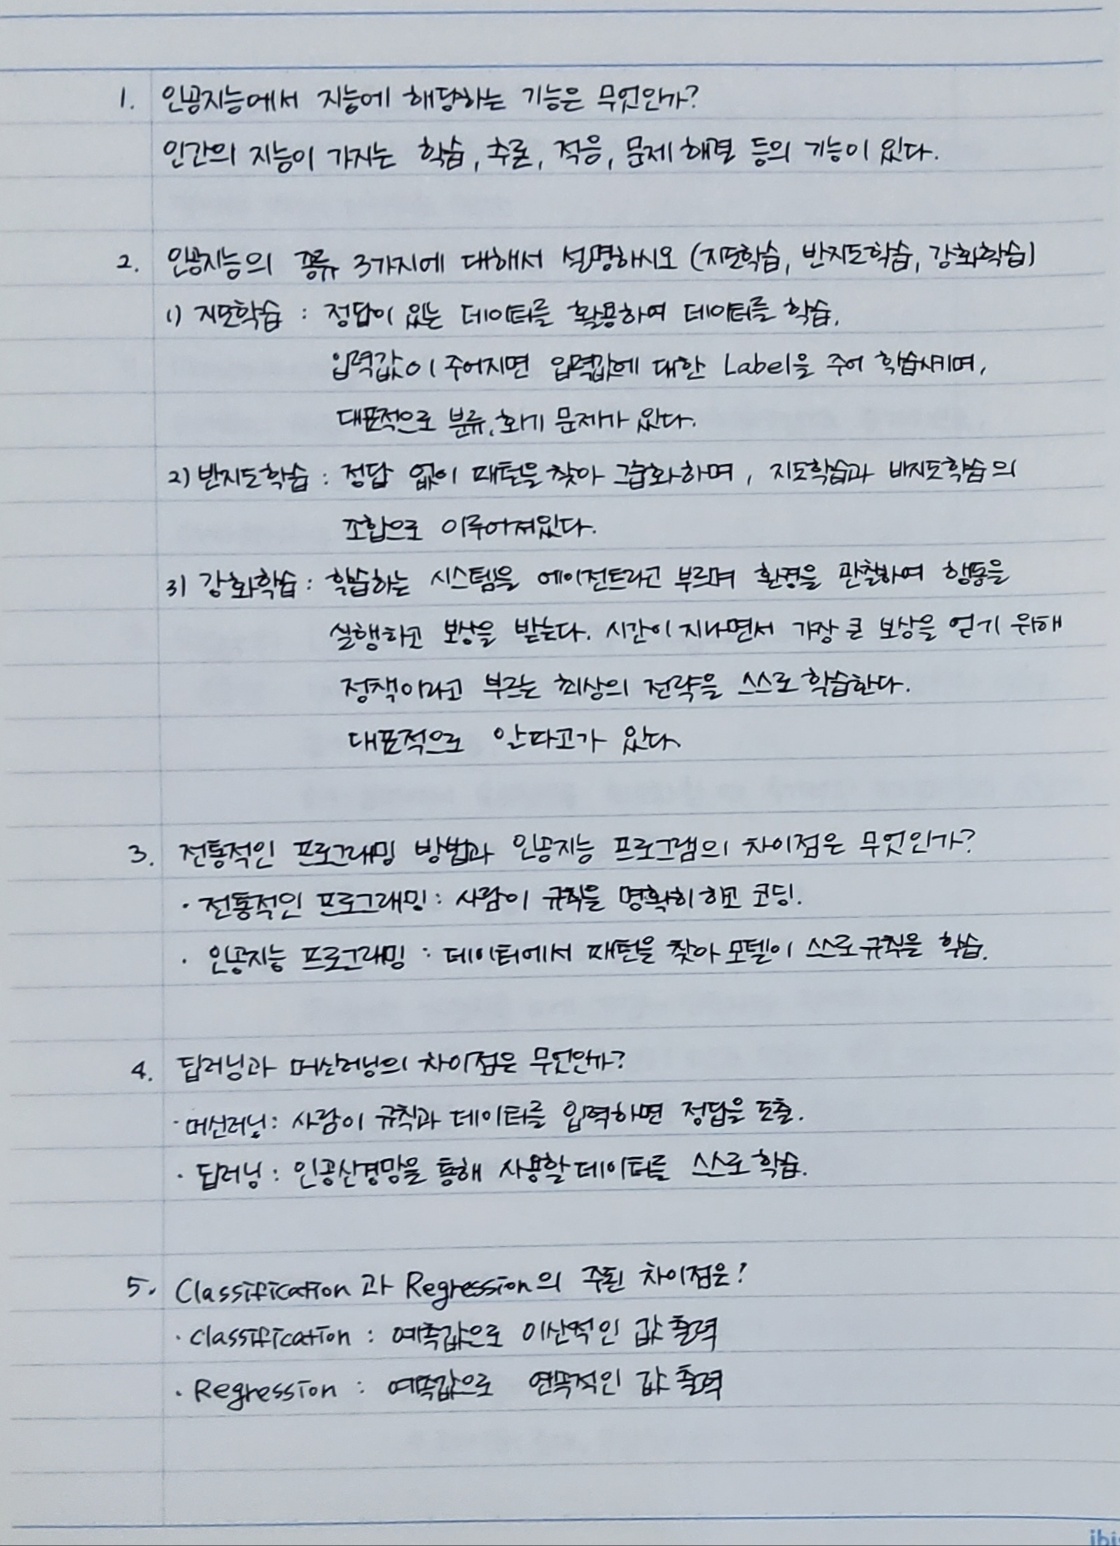 1. 인공지능에서 지능에 해당하는 기능은 무엇인가?
인간의 지능이 가지는 학습, 추론, 적응, 문제 해결 등의 기능이 있다.
2. 인공지능의 종류 3가지에 대해서 설명하시오 (지도학습, 반지도학습, 강화학습)
1) 지도학습 : 정답이 있는 데이터를 활용하여 데이터를 학습.
입력값이 주어지면 입력값에 대한 Label을 주어 학습시키며,
대표적으로 분류, 회기 문제가 있다.
2) 반지도학습 : 정답 없이 패턴을 찾아 그룹화하며, 지도학습과 비지도학습의
조합으로 이루어져있다.
3) 강화학습 : 학습하는 시스템을 에이전트라고 부르며 환경을 관찰하여 행동을
실행하고 보상을 받는다. 시간이 지나면서 가장 큰 보상을 얻기 위해
정책이라고 부르는 최상의 전략을 스스로 학습한다.
대표적으로 알파고가 있다.
3. 전통적인 프로그래밍 방법과 인공지능 프로그램의 차이점은 무엇인가?
· 전통적인 프로그래밍 : 사람이 규칙을 명확히 하고 코딩.
· 인공지능 프로그래밍 : 데이터에서 패턴을 찾아 모델이 스스로 규칙을 학습.
4. 딥러닝과 머신러닝의 차이점은 무엇인가?
· 머신러닝 : 사람이 규칙과 데이터를 입력하면 정답을 도출.
· 딥러닝 : 인공신경망을 통해 사용할 데이터를 스스로 학습.
5. Classification 과 Regression의 주된 차이점은?
· Classification : 예측값으로 이산적인 값 출력
· Regression : 예측값으로 연속적인 값 출력